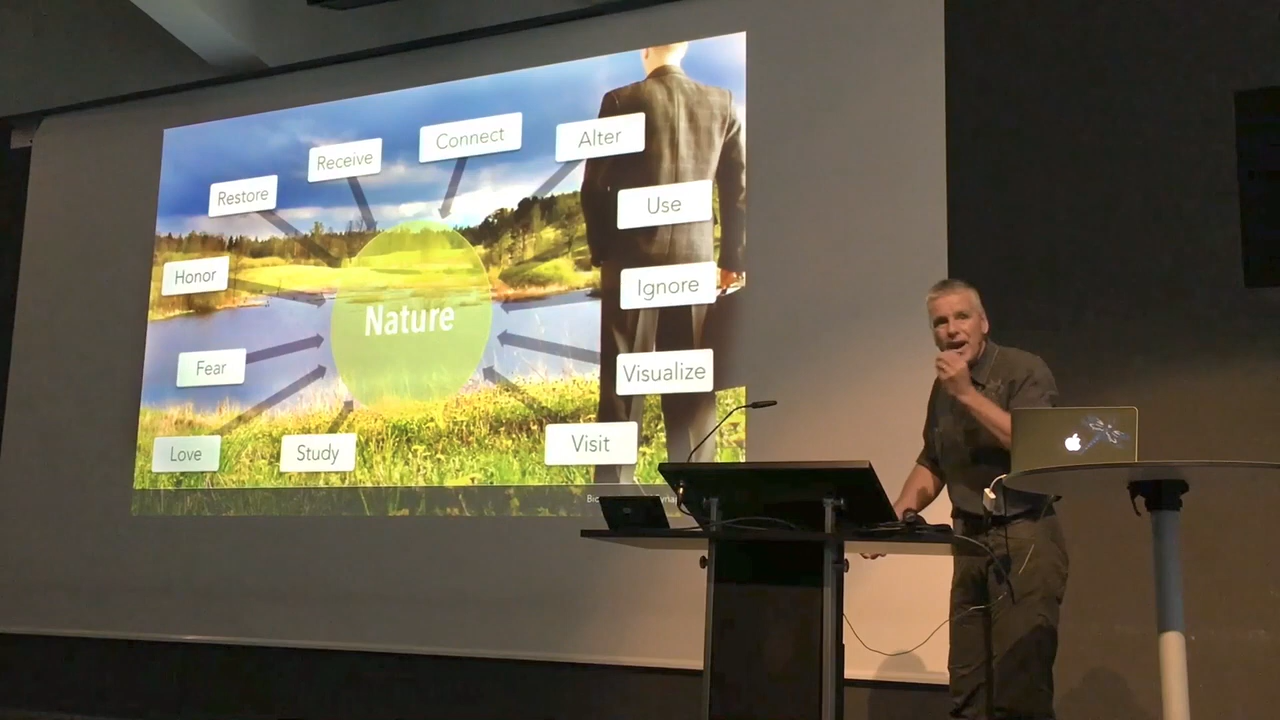 Connect
Alter
Receive
Restore
Use
Honor
Ignore
Nature
Fear
Visualize
Love
Study
Visit